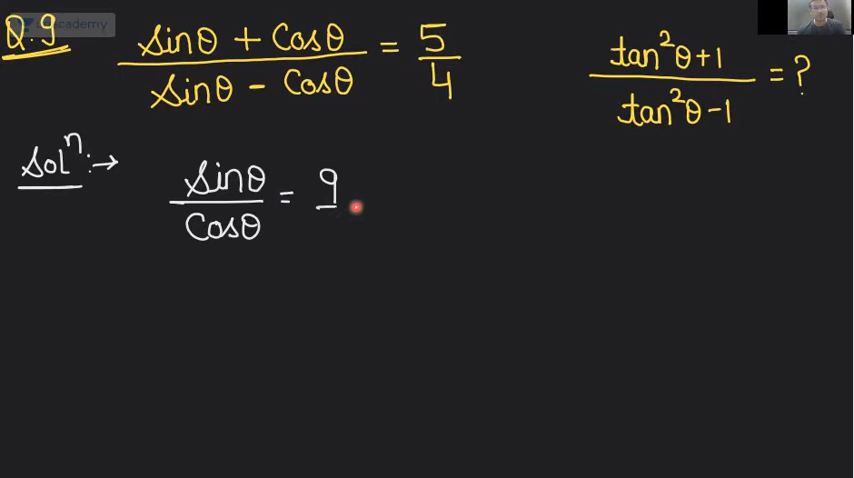 Q.9
sinθ + Cosθ / sinθ - Cosθ = 5/4
tan²θ+1 / tan²θ-1 = ?
Solⁿ:→
sinθ / Cosθ = 9